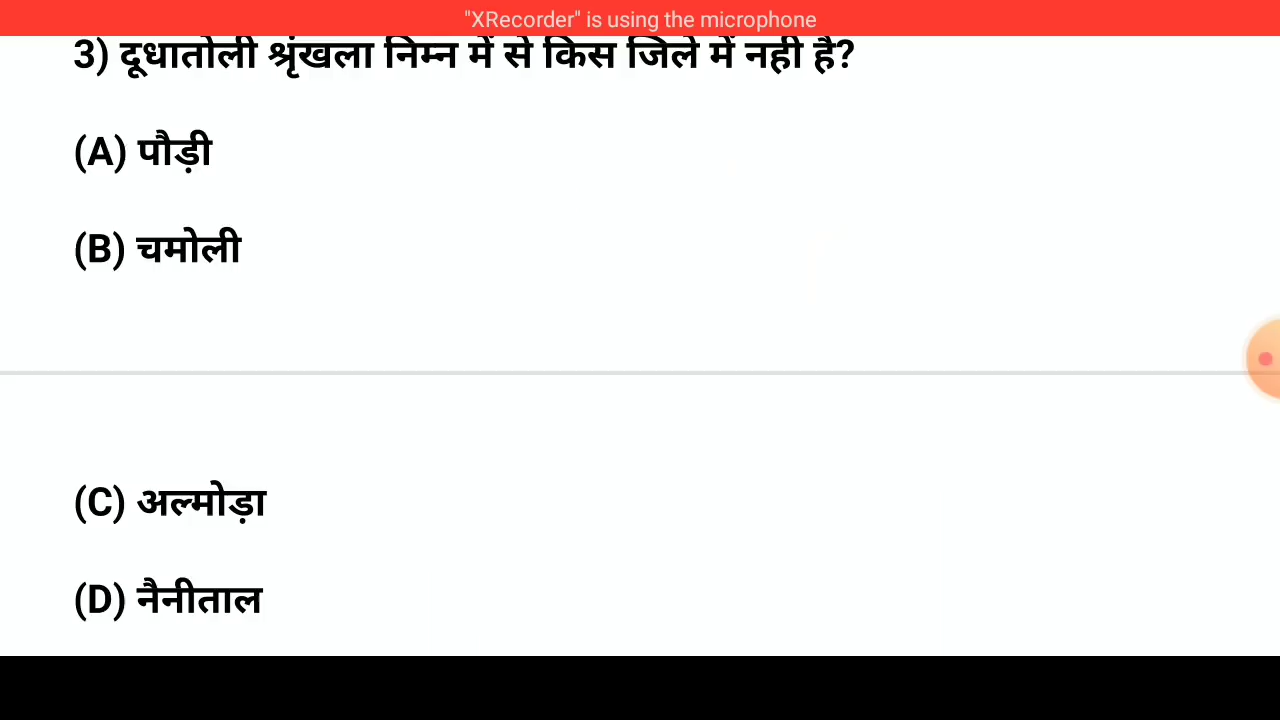 "XRecorder" is using the microphone
3) दूधातोली श्रृंखला निम्न में से किस जिले में नही है?
(A) पौड़ी
(B) चमोली
(C) अल्मोड़ा
(D) नैनीताल